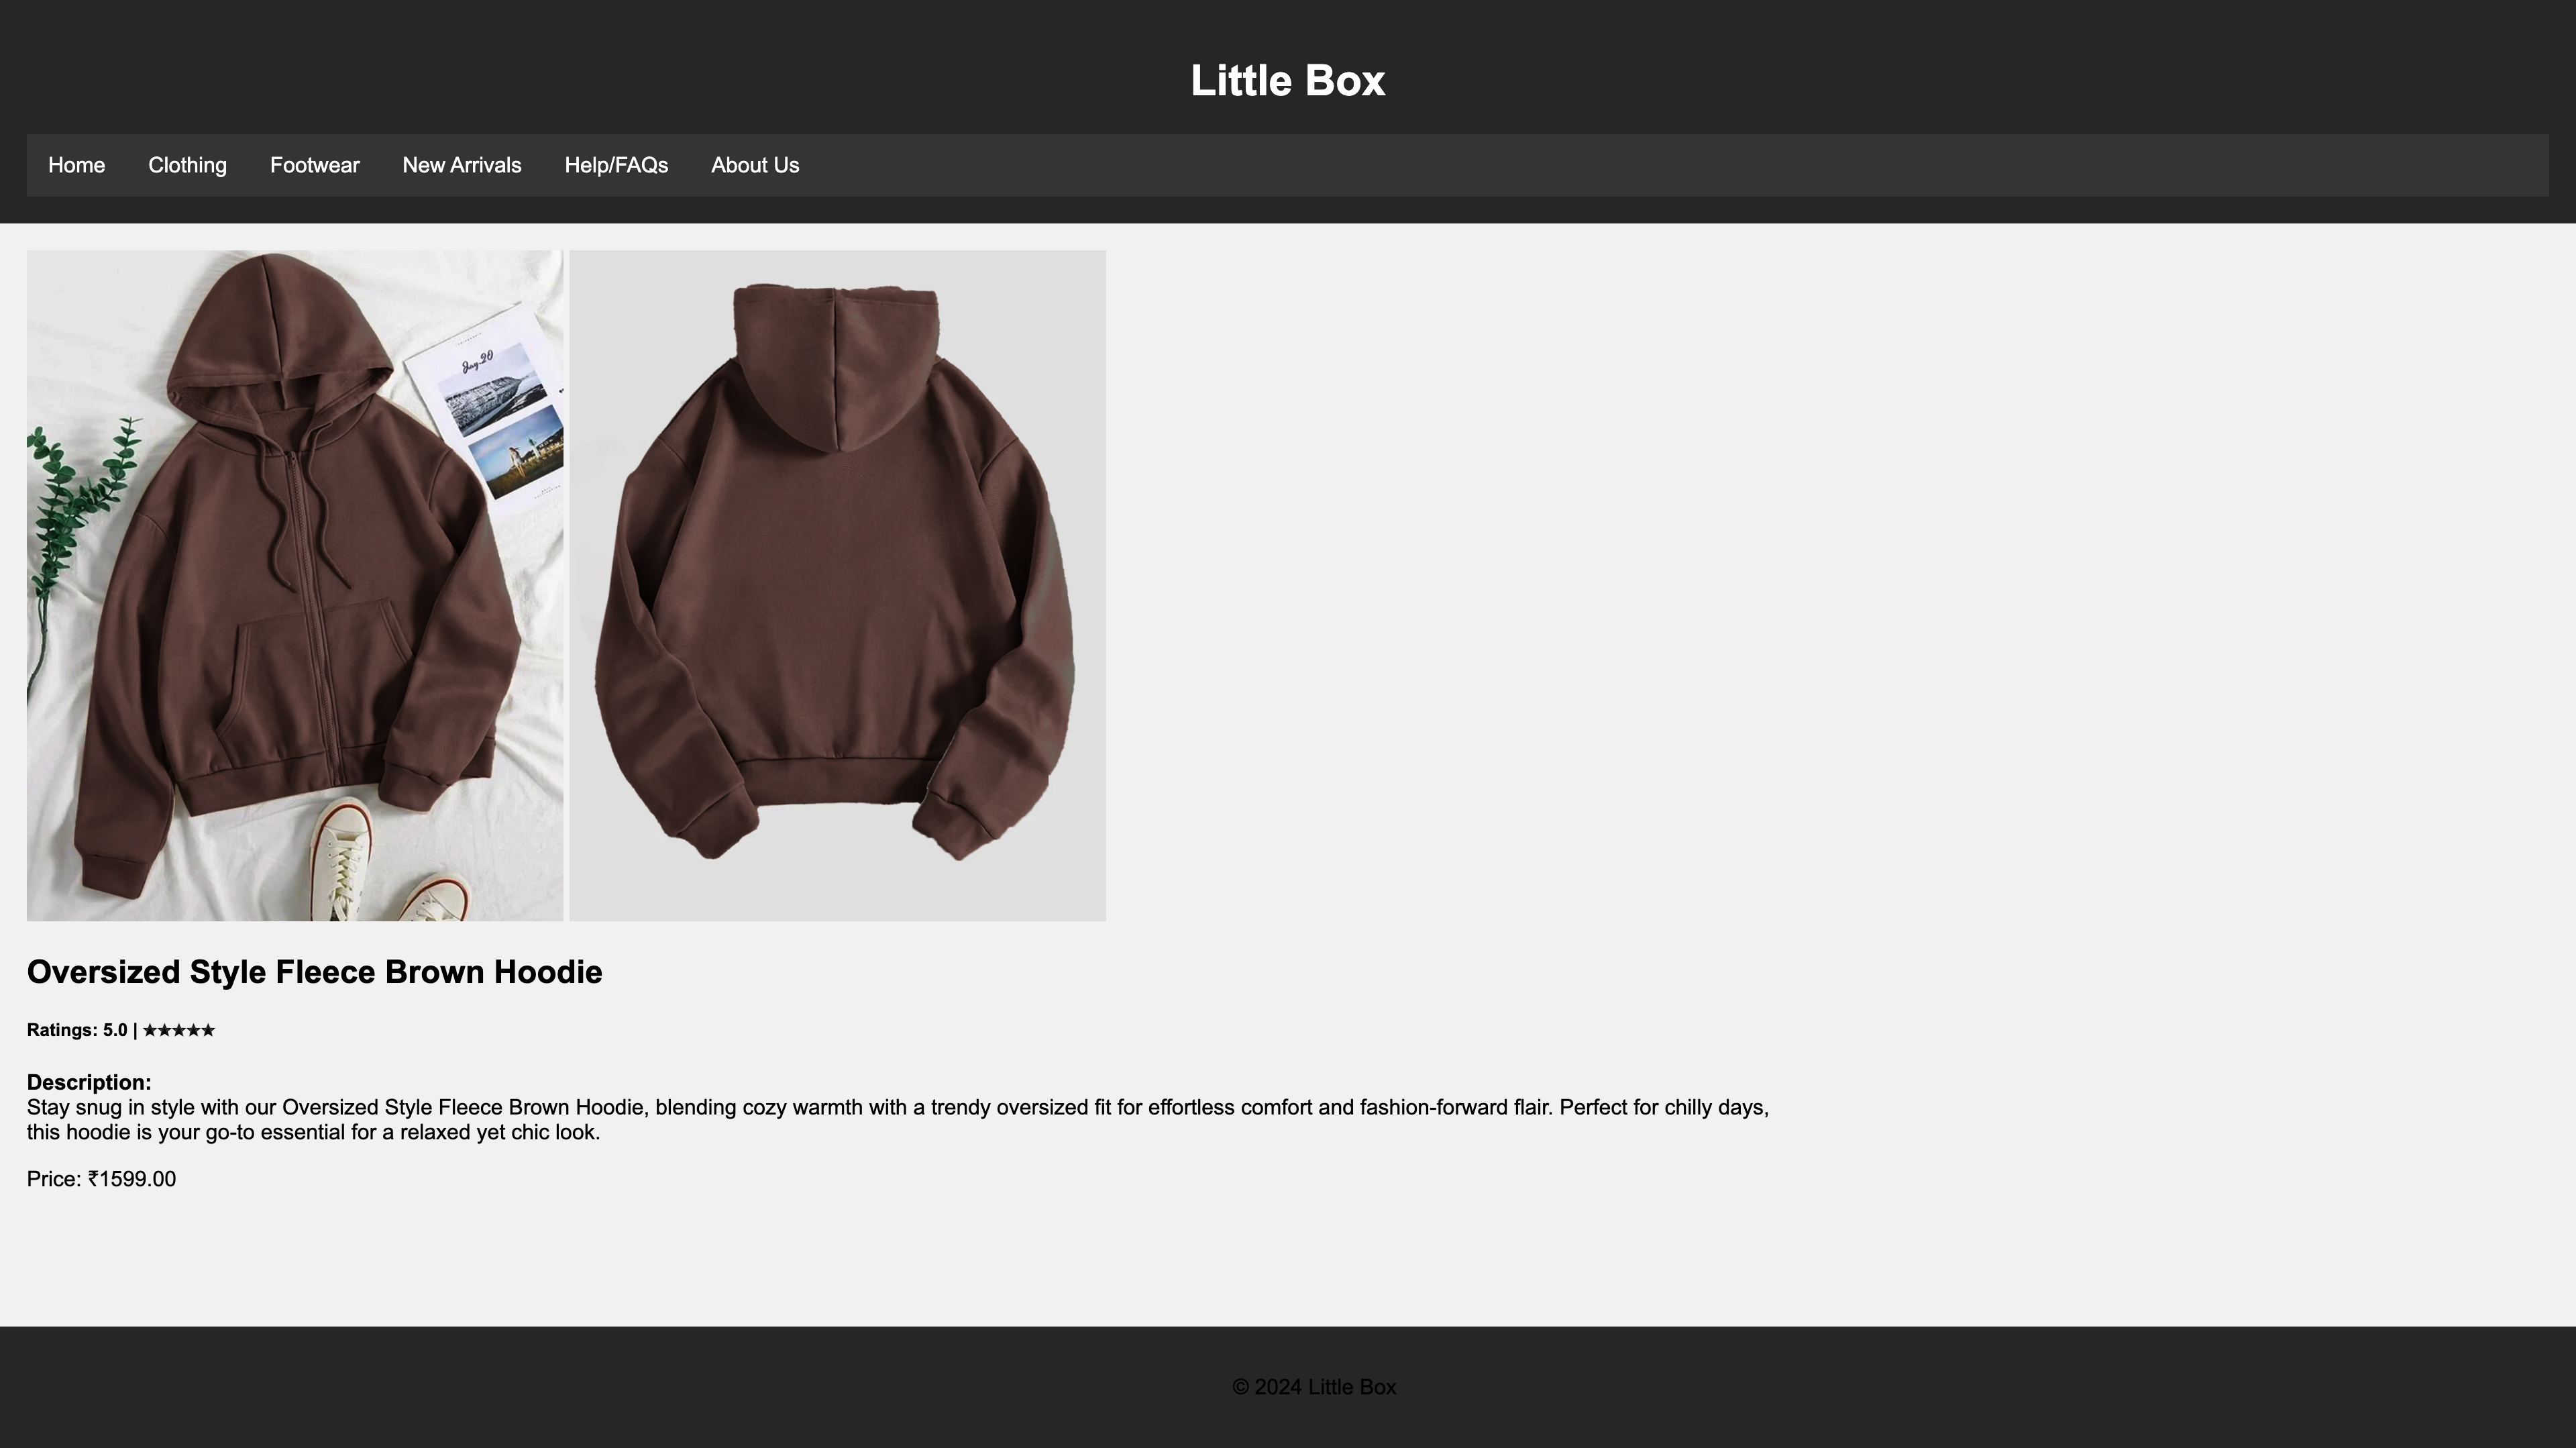 Little Box
Home Clothing Footwear New Arrivals Help/FAQs About Us
Jay.20
Oversized Style Fleece Brown Hoodie
Ratings: 5.0 | ★★★★★
Description:
Stay snug in style with our Oversized Style Fleece Brown Hoodie, blending cozy warmth with a trendy oversized fit for effortless comfort and fashion-forward flair. Perfect for chilly days,
this hoodie is your go-to essential for a relaxed yet chic look.
Price: ₹1599.00
© 2024 Little Box